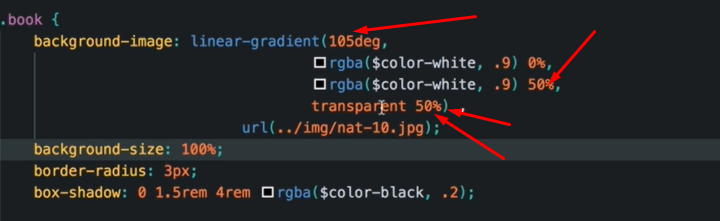 .book {
background-image: linear-gradient(105deg,
rgba($color-white, .9) 0%,
rgba($color-white, .9) 50%,
transparent 50%) ,
url(../img/nat-10.jpg);
background-size: 100%;
border-radius: 3px;
box-shadow: 0 1.5rem 4rem rgba($color-black, .2);